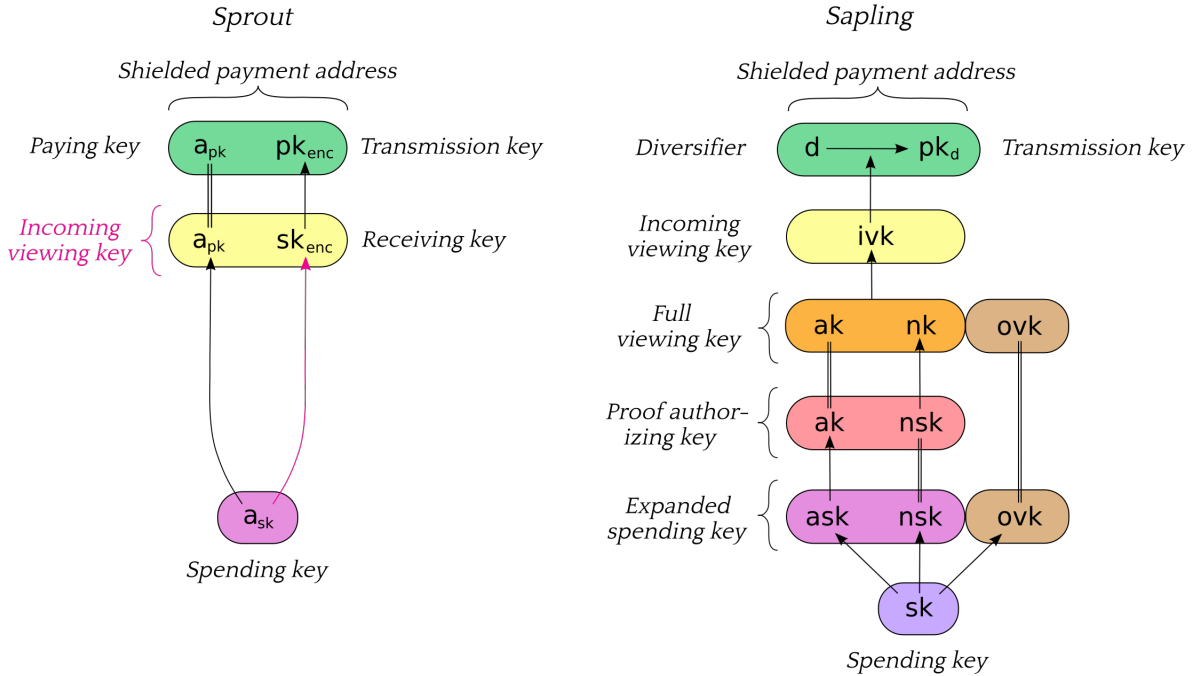 Sprout
Shielded payment address
Paying key
a_pk
pk_enc
Transmission key
Incoming
viewing key
a_pk
sk_enc
Receiving key
a_sk
Spending key
Sapling
Shielded payment address
Diversifier
d
pk_d
Transmission key
Incoming
viewing key
ivk
Full
viewing key
ak
nk
ovk
Proof author-
izing key
ak
nsk
Expanded
spending key
ask
nsk
ovk
sk
Spending key